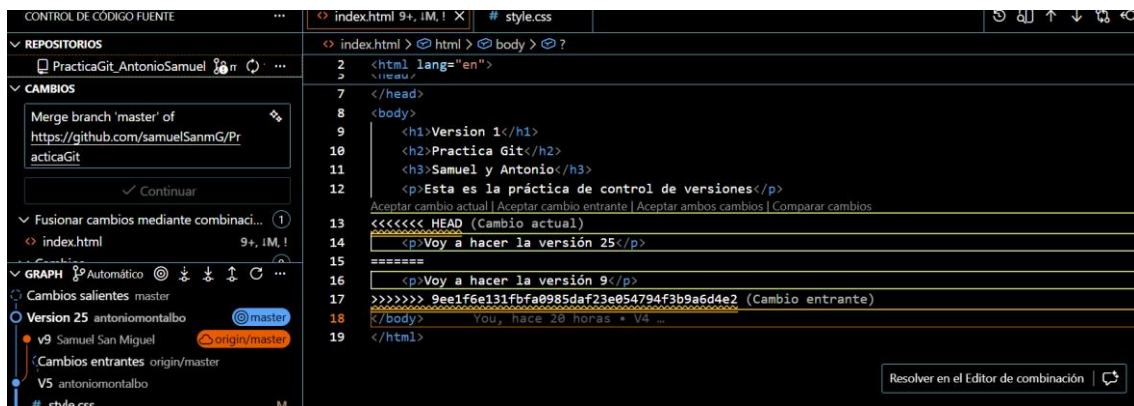 CONTROL DE CÓDIGO FUENTE
REPOSITORIOS
PracticaGit_AntonioSamuel
CAMBIOS
Merge branch 'master' of
https://github.com/samuelSanmG/Pr
acticaGit
Continuar
Fusionar cambios mediante combinaci... 1
index.html 9+, ↓M, !
GRAPH Automático
Cambios salientes master
Version 25 antoniomontalbo master
v9 Samuel San Miguel origin/master
Cambios entrantes origin/master
V5 antoniomontalbo
# style.css M
index.html 9+, ↓M, ! # style.css
index.html > html > body > ?
2 <html lang="en">
7 </head>
8 <body>
9 <h1>Version 1</h1>
10 <h2>Practica Git</h2>
11 <h3>Samuel y Antonio</h3>
12 <p>Esta es la práctica de control de versiones</p>
Aceptar cambio actual | Aceptar cambio entrante | Aceptar ambos cambios | Comparar cambios
13 <<<<<<< HEAD (Cambio actual)
14 <p>Voy a hacer la versión 25</p>
15 =======
16 <p>Voy a hacer la versión 9</p>
17 >>>>>>> 9ee1f6e131fbfa0985daf23e054794f3b9a6d4e2 (Cambio entrante)
18 </body> You, hace 20 horas • V4 …
19 </html>
Resolver en el Editor de combinación